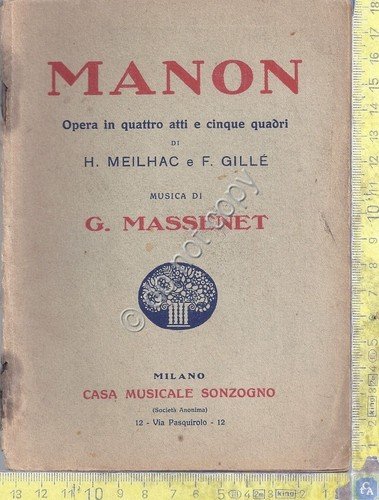 MANON
Opera in quattro atti e cinque quadri
DI
H. MEILHAC e F. GILLÉ
MUSICA DI
G. MASSENET
MILANO
CASA MUSICALE SONZOGNO
(Società Anonima)
12 - Via Pasquirolo - 12